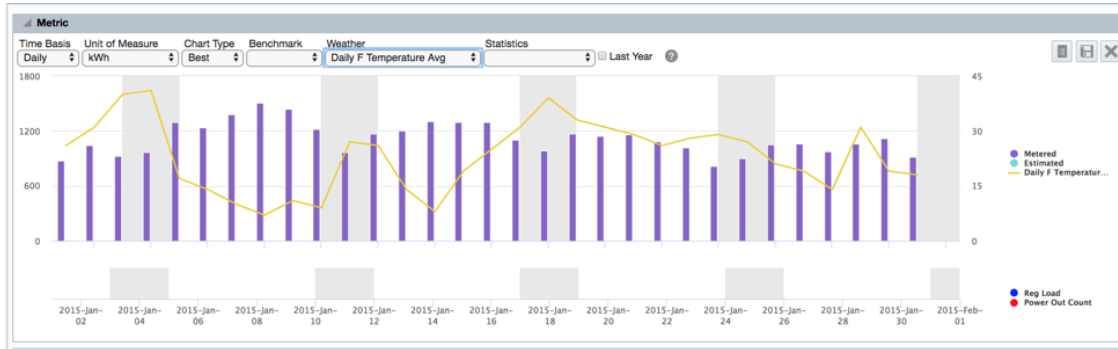 Metric
Time Basis Unit of Measure Chart Type Benchmark Weather Statistics
Daily kWh Best Daily F Temperature Avg Last Year ?
1800 45
1200 30
600 15
0 0
Metered
Estimated
Daily F Temperatur...
Reg Load
Power Out Count
2015-Jan- 2015-Jan- 2015-Jan- 2015-Jan- 2015-Jan- 2015-Jan- 2015-Jan- 2015-Jan- 2015-Jan- 2015-Jan- 2015-Jan- 2015-Jan- 2015-Jan- 2015-Jan- 2015-Jan- 2015-Feb-
02 04 06 08 10 12 14 16 18 20 22 24 26 28 30 01